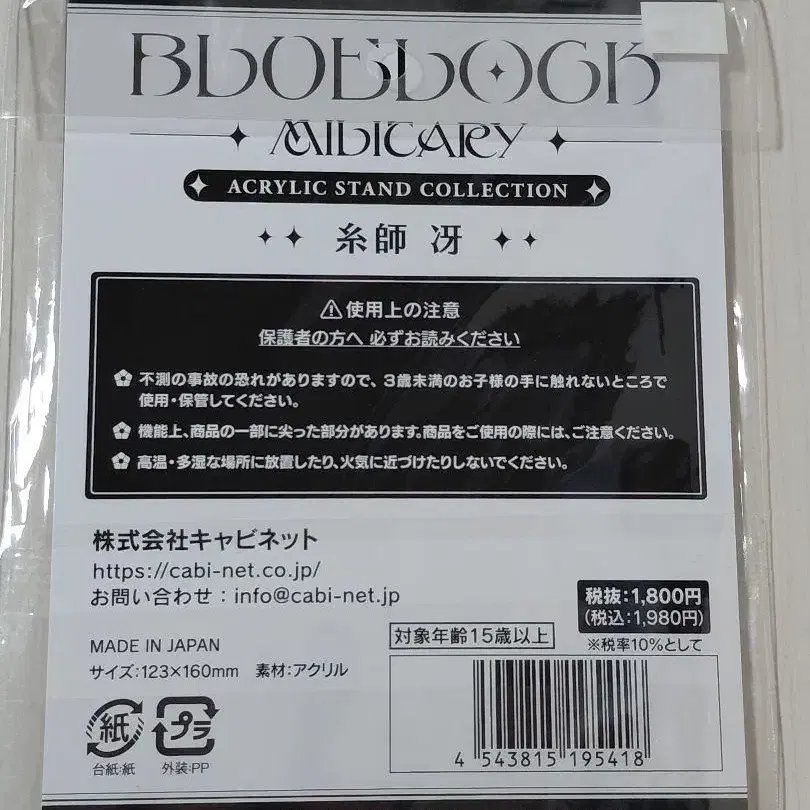 BLUELOCK
MILITARY
ACRYLIC STAND COLLECTION
糸師 冴
⚠使用上の注意
保護者の方へ 必ずお読みください
不測の事故の恐れがありますので、3歳未満のお子様の手に触れないところで
使用・保管してください。
機能上、商品の一部に尖った部分があります。商品をご使用の際には、ご注意ください。
高温・多湿な場所に放置したり、火気に近づけたりしないでください。
株式会社キャビネット
https://cabi-net.co.jp/
お問い合わせ：info@cabi-net.jp
税抜:1,800円
(税込:1,980円)
※税率10%として
対象年齢15歳以上
MADE IN JAPAN
サイズ:123×160mm 素材:アクリル
紙
プラ
台紙:紙
外装:PP
4 543815 195418